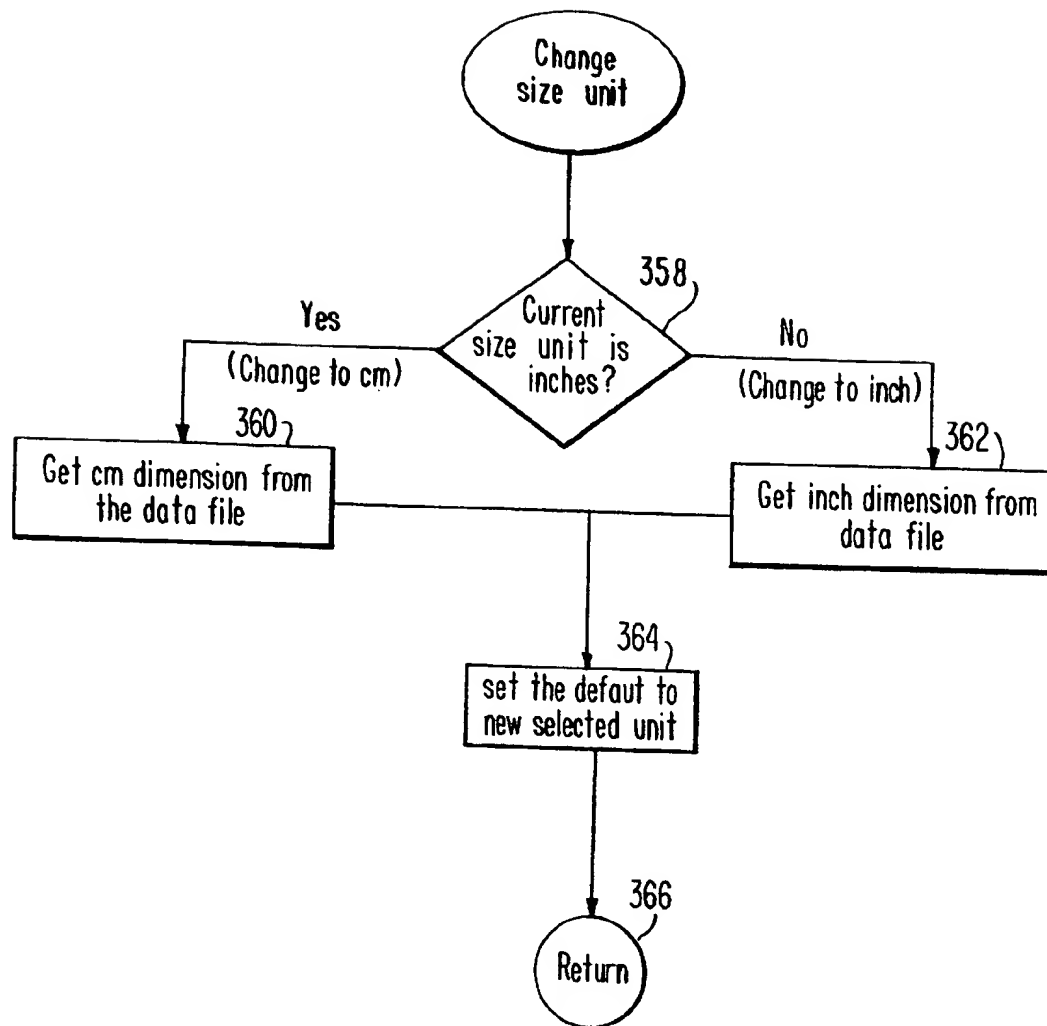 Change
size unit
358
Current
size unit is
inches?
Yes
(Change to cm)
No
(Change to inch)
360
Get cm dimension from
the data file
362
Get inch dimension from
data file
364
set the defaut to
new selected unit
366
Return